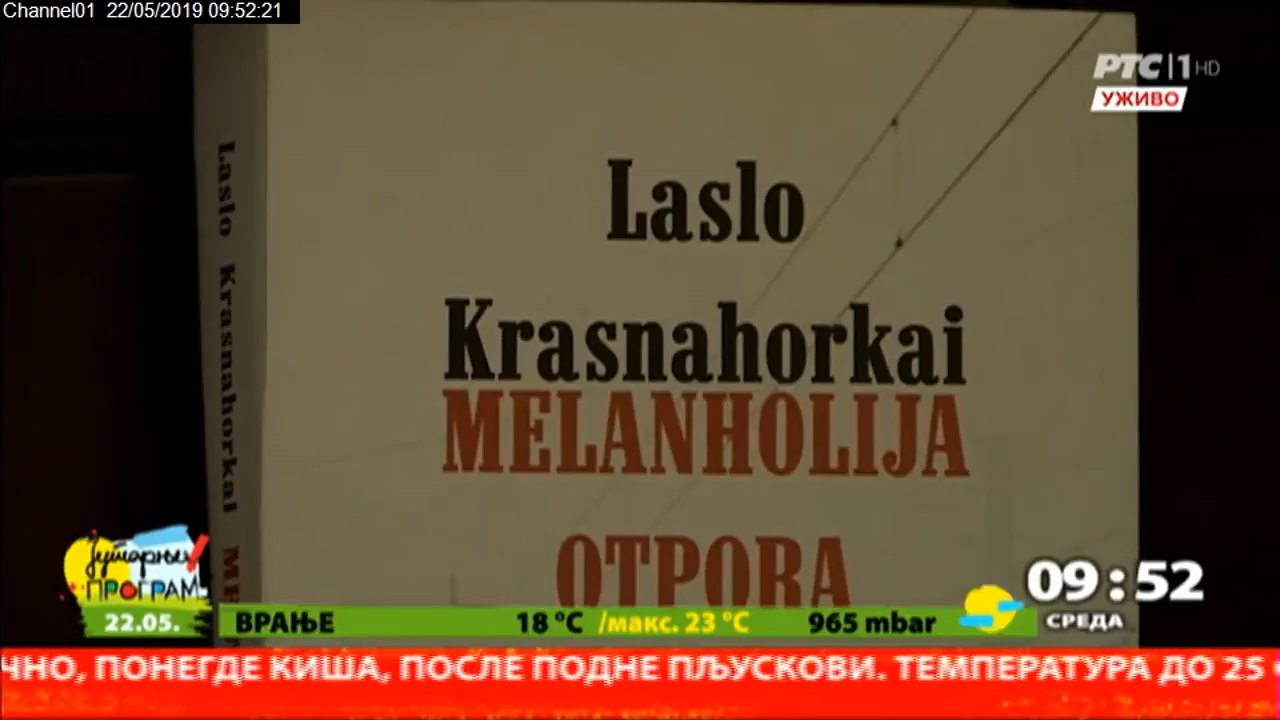 Channel01 22/05/2019 09:52:21
РТС|1 HD
УЖИВО
Laslo
Krasnahorkai
MELANHOLIJA
OTPORA
Laslo Krasnahorkai
Јутарњи
ПРОГРАМ
22.05.
ВРАЊЕ 18 °C /макс. 23 °C 965 mbar
09:52
СРЕДА
ЧНО, ПОНЕГДЕ КИША, ПОСЛЕ ПОДНЕ ПЉУСКОВИ. ТЕМПЕРАТУРА ДО 25